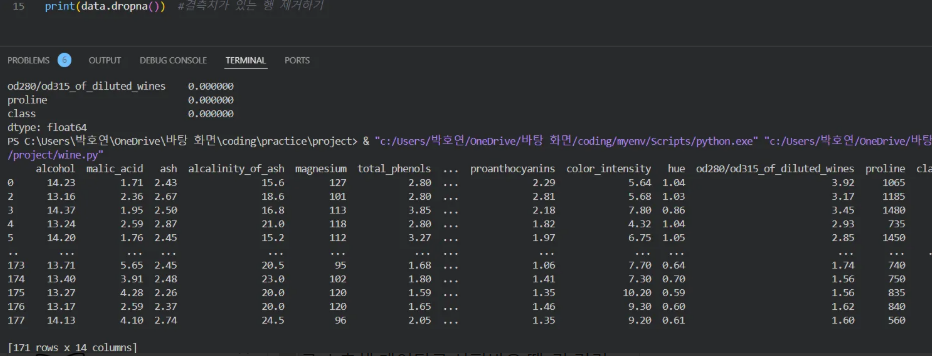 15 print(data.dropna()) #결측치가 있는 행 제거하기
PROBLEMS 6 OUTPUT DEBUG CONSOLE TERMINAL PORTS
od280/od315_of_diluted_wines 0.000000
proline 0.000000
class 0.000000
dtype: float64
PS C:\Users\박호연\OneDrive\바탕 화면\coding\practice\project> & "c:/Users/박호연/OneDrive/바탕 화면/coding/myenv/Scripts/python.exe" "c:/Users/박호연/OneDrive/바탕
/project/wine.py"
alcohol malic_acid ash alcalinity_of_ash magnesium total_phenols ... proanthocyanins color_intensity hue od280/od315_of_diluted_wines proline cla
0 14.23 1.71 2.43 15.6 127 2.80 ... 2.29 5.64 1.04 3.92 1065
2 13.16 2.36 2.67 18.6 101 2.80 ... 2.81 5.68 1.03 3.17 1185
3 14.37 1.95 2.50 16.8 113 3.85 ... 2.18 7.80 0.86 3.45 1480
4 13.24 2.59 2.87 21.0 118 2.80 ... 1.82 4.32 1.04 2.93 735
5 14.20 1.76 2.45 15.2 112 3.27 ... 1.97 6.75 1.05 2.85 1450
.. ... ... ... ... ... ... ... ... ... ... ... ... .
173 13.71 5.65 2.45 20.5 95 1.68 ... 1.06 7.70 0.64 1.74 740
174 13.40 3.91 2.48 23.0 102 1.80 ... 1.41 7.30 0.70 1.56 750
175 13.27 4.28 2.26 20.0 120 1.59 ... 1.35 10.20 0.59 1.56 835
176 13.17 2.59 2.37 20.0 120 1.65 ... 1.46 9.30 0.60 1.62 840
177 14.13 4.10 2.74 24.5 96 2.05 ... 1.35 9.20 0.61 1.60 560
[171 rows x 14 columns]